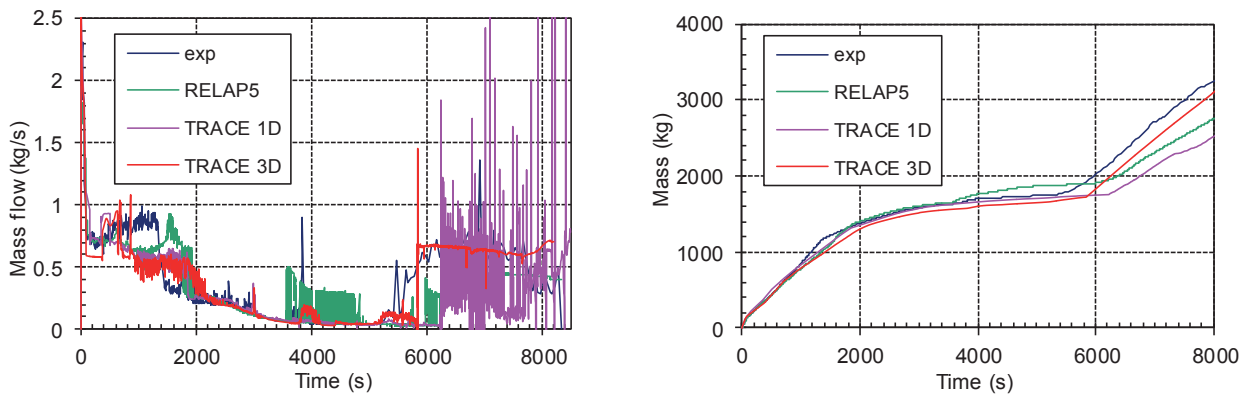 Mass flow (kg/s)
2.5
2
1.5
1
0.5
0
0 2000 4000 6000 8000
Time (s)
exp
RELAP5
TRACE 1D
TRACE 3D
Mass (kg)
4000
3000
2000
1000
0
0 2000 4000 6000 8000
Time (s)
exp
RELAP5
TRACE 1D
TRACE 3D